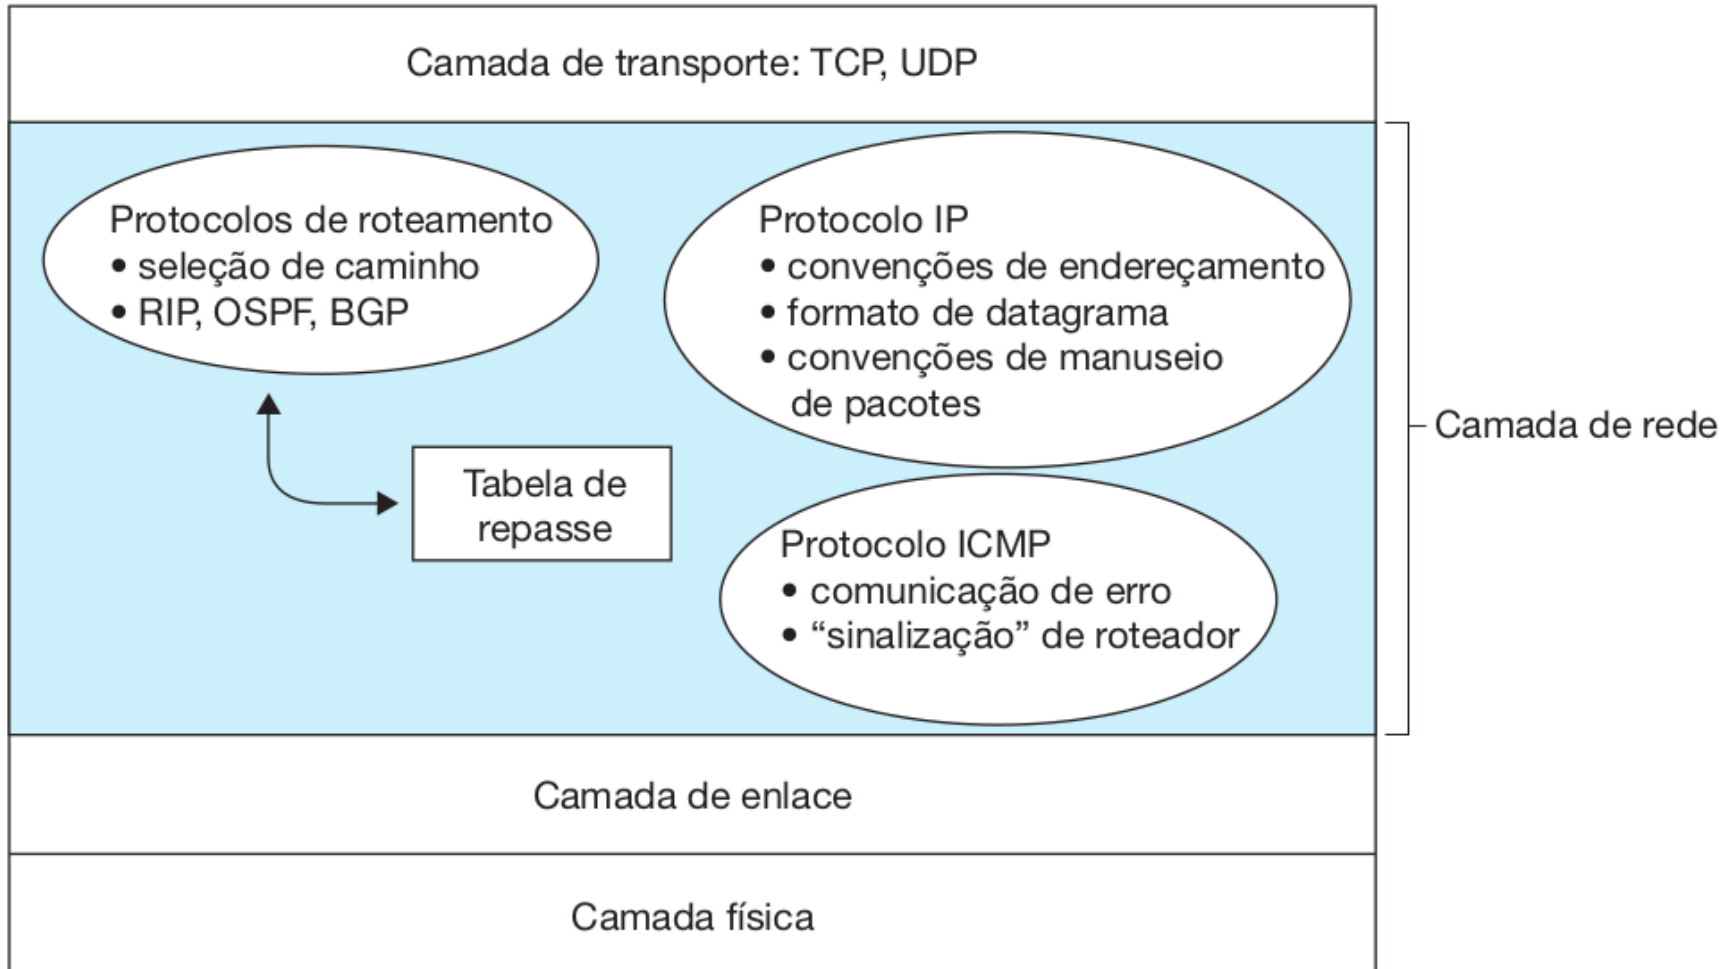 Camada de transporte: TCP, UDP
Protocolos de roteamento
• seleção de caminho
• RIP, OSPF, BGP
Protocolo IP
• convenções de endereçamento
• formato de datagrama
• convenções de manuseio
de pacotes
Camada de rede
Tabela de
repasse
Protocolo ICMP
• comunicação de erro
• “sinalização” de roteador
Camada de enlace
Camada física